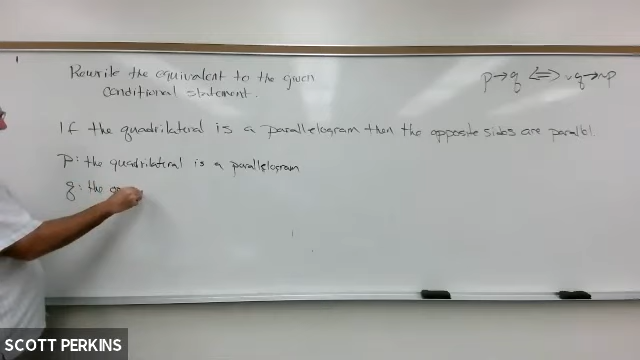 Rewrite the equivalent to the given
conditional statement.
p→q ⟺ ~q→~p
If the quadrilateral is a parallelogram then the opposite sides are parallel.
p: the quadrilateral is a parallelogram
q: the op
SCOTT PERKINS